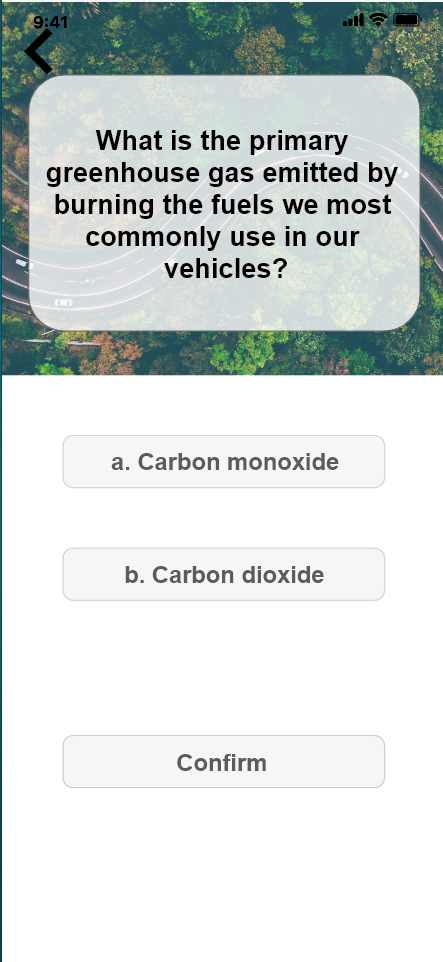 9:41
What is the primary
greenhouse gas emitted by
burning the fuels we most
commonly use in our
vehicles?
a. Carbon monoxide
b. Carbon dioxide
Confirm